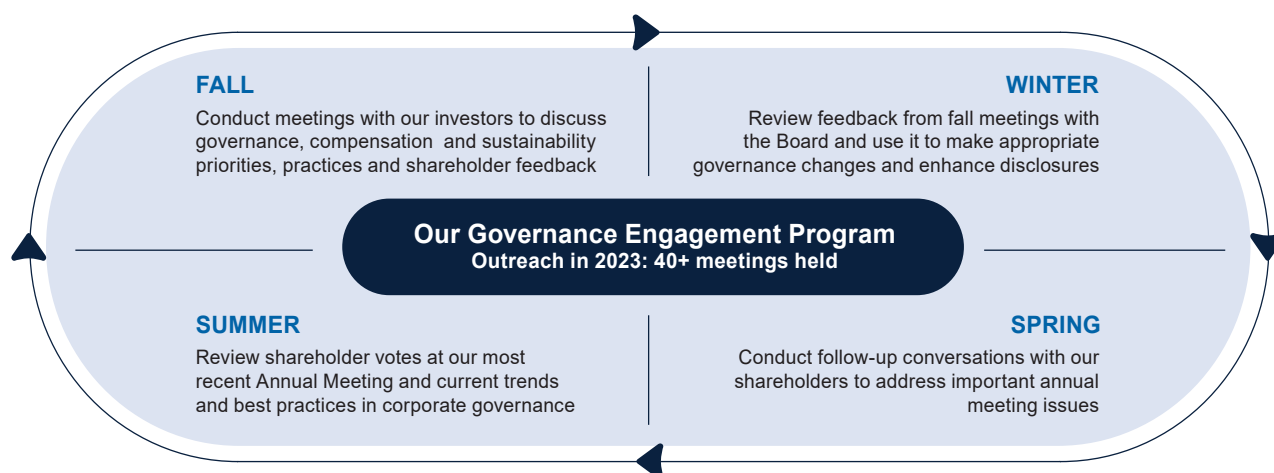 FALL
Conduct meetings with our investors to discuss
governance, compensation  and sustainability
priorities, practices and shareholder feedback
WINTER
Review feedback from fall meetings with
the Board and use it to make appropriate
governance changes and enhance disclosures
Our Governance Engagement Program
Outreach in 2023: 40+ meetings held
SUMMER
Review shareholder votes at our most
recent Annual Meeting and current trends
and best practices in corporate governance
SPRING
Conduct follow-up conversations with our
shareholders to address important annual
meeting issues